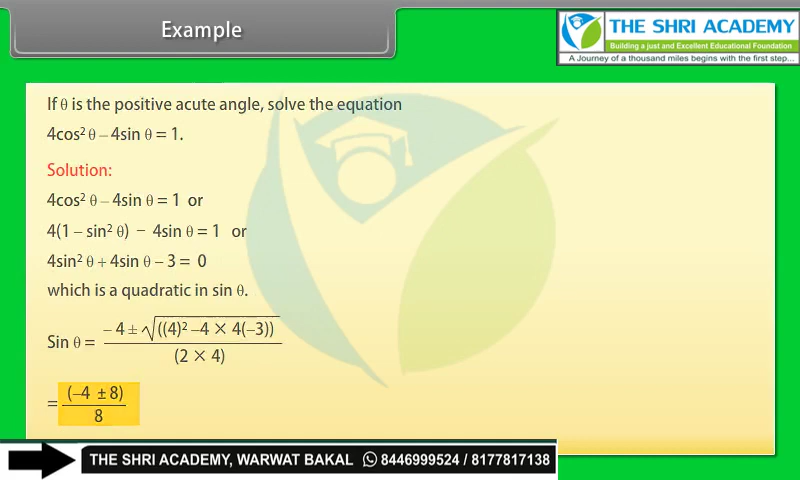 Example
THE SHRI ACADEMY
Building a just and Excellent Educational Foundation
A Journey of a thousand miles begins with the first step...
If θ is the positive acute angle, solve the equation
4cos² θ – 4sin θ = 1.
Solution:
4cos² θ – 4sin θ = 1 or
4(1 – sin² θ) – 4sin θ = 1 or
4sin² θ + 4sin θ – 3 = 0
which is a quadratic in sin θ.
Sin θ = – 4 ± √((4)² –4 × 4(–3))
(2 × 4)
= (–4 ± 8)
8
THE SHRI ACADEMY, WARWAT BAKAL 8446999524 / 8177817138